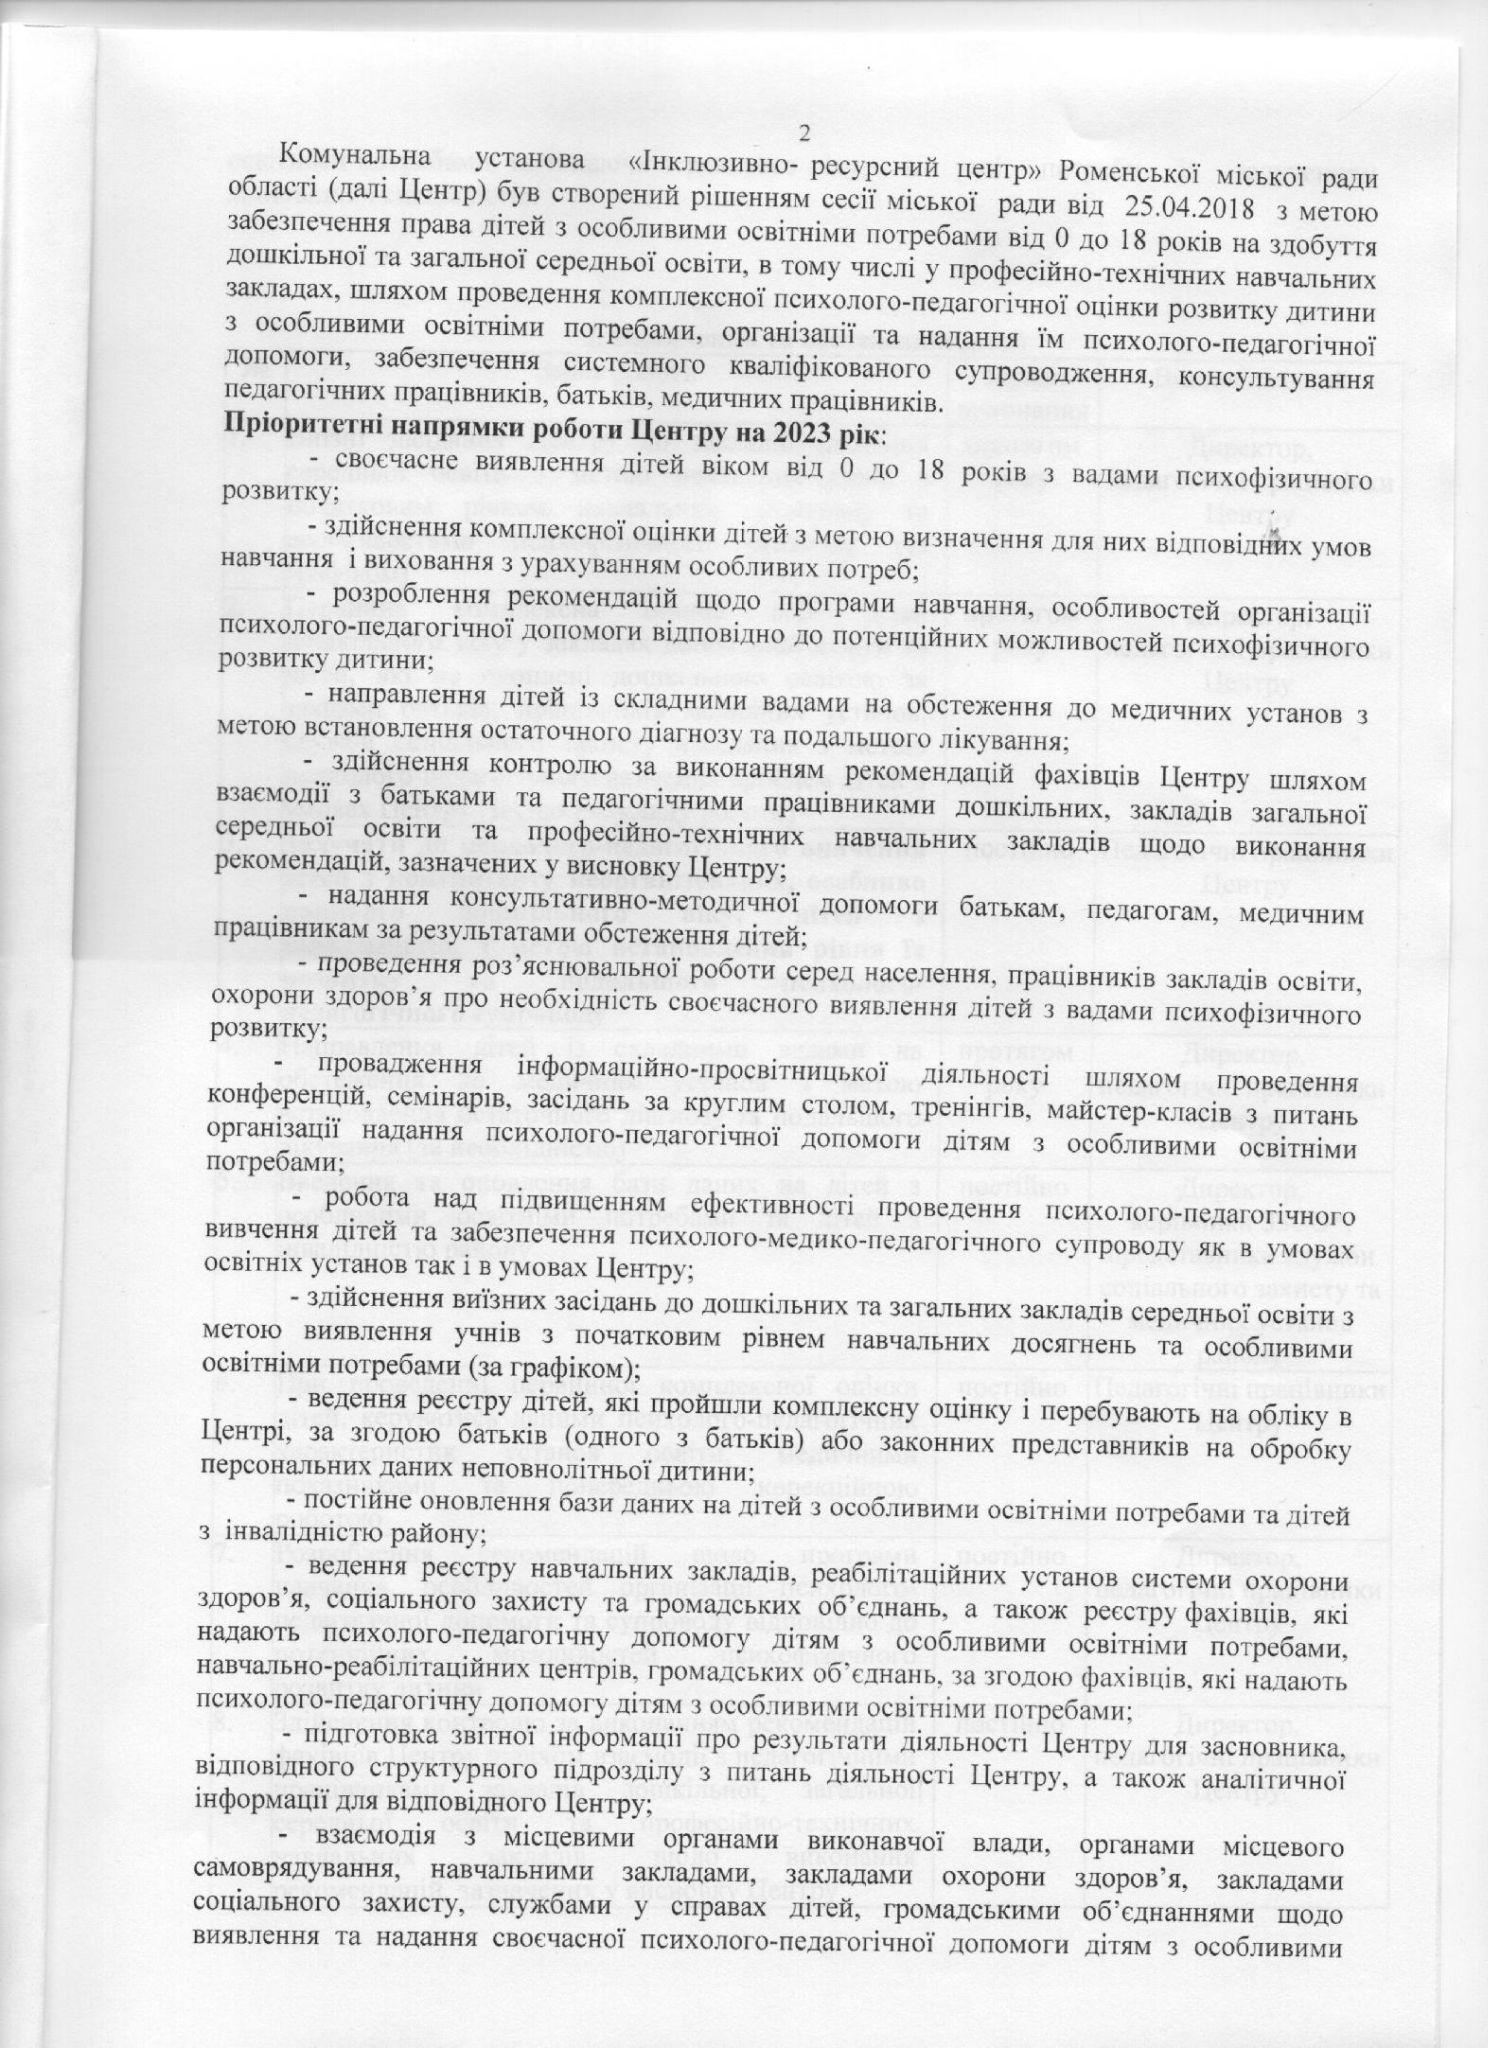 2
Комунальна установа «Інклюзивно- ресурсний центр» Роменської міської ради
області (далі Центр) був створений рішенням сесії міської ради від 25.04.2018 з метою
забезпечення права дітей з особливими освітніми потребами від 0 до 18 років на здобуття
дошкільної та загальної середньої освіти, в тому числі у професійно-технічних навчальних
закладах, шляхом проведення комплексної психолого-педагогічної оцінки розвитку дитини
з особливими освітніми потребами, організації та надання їм психолого-педагогічної
допомоги, забезпечення системного кваліфікованого супроводження, консультування
педагогічних працівників, батьків, медичних працівників.
Пріоритетні напрямки роботи Центру на 2023 рік:
- своєчасне виявлення дітей віком від 0 до 18 років з вадами психофізичного
розвитку;
- здійснення комплексної оцінки дітей з метою визначення для них відповідних умов
навчання і виховання з урахуванням особливих потреб;
- розроблення рекомендацій щодо програми навчання, особливостей організації
психолого-педагогічної допомоги відповідно до потенційних можливостей психофізичного
розвитку дитини;
- направлення дітей із складними вадами на обстеження до медичних установ з
метою встановлення остаточного діагнозу та подальшого лікування;
- здійснення контролю за виконанням рекомендацій фахівців Центру шляхом
взаємодії з батьками та педагогічними працівниками дошкільних, закладів загальної
середньої освіти та професійно-технічних навчальних закладів щодо виконання
рекомендацій, зазначених у висновку Центру;
- надання консультативно-методичної допомоги батькам, педагогам, медичним
працівникам за результатами обстеження дітей;
- проведення роз’яснювальної роботи серед населення, працівників закладів освіти,
охорони здоров’я про необхідність своєчасного виявлення дітей з вадами психофізичного
розвитку;
- провадження інформаційно-просвітницької діяльності шляхом проведення
конференцій, семінарів, засідань за круглим столом, тренінгів, майстер-класів з питань
організації надання психолого-педагогічної допомоги дітям з особливими освітніми
потребами;
- робота над підвищенням ефективності проведення психолого-педагогічного
вивчення дітей та забезпечення психолого-медико-педагогічного супроводу як в умовах
освітніх установ так і в умовах Центру;
- здійснення виїзних засідань до дошкільних та загальних закладів середньої освіти з
метою виявлення учнів з початковим рівнем навчальних досягнень та особливими
освітніми потребами (за графіком);
- ведення реєстру дітей, які пройшли комплексну оцінку і перебувають на обліку в
Центрі, за згодою батьків (одного з батьків) або законних представників на обробку
персональних даних неповнолітньої дитини;
- постійне оновлення бази даних на дітей з особливими освітніми потребами та дітей
з інвалідністю району;
- ведення реєстру навчальних закладів, реабілітаційних установ системи охорони
здоров’я, соціального захисту та громадських об’єднань, а також реєстру фахівців, які
надають психолого-педагогічну допомогу дітям з особливими освітніми потребами,
навчально-реабілітаційних центрів, громадських об’єднань, за згодою фахівців, які надають
психолого-педагогічну допомогу дітям з особливими освітніми потребами;
- підготовка звітної інформації про результати діяльності Центру для засновника,
відповідного структурного підрозділу з питань діяльності Центру, а також аналітичної
інформації для відповідного Центру;
- взаємодія з місцевими органами виконавчої влади, органами місцевого
самоврядування, навчальними закладами, закладами охорони здоров’я, закладами
соціального захисту, службами у справах дітей, громадськими об’єднаннями щодо
виявлення та надання своєчасної психолого-педагогічної допомоги дітям з особливими